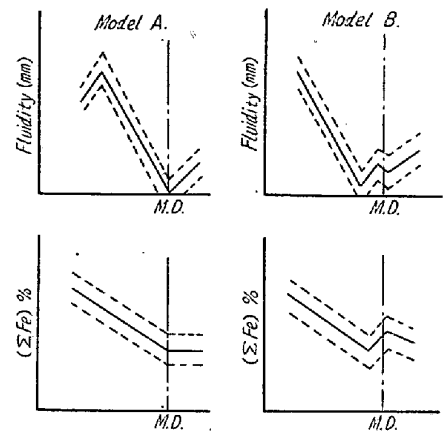 Model A.
Model B.
Fluidity (mm)
Fluidity (mm)
M.D.
M.D.
(ΣFe) %
(ΣFe) %
M.D.
M.D.